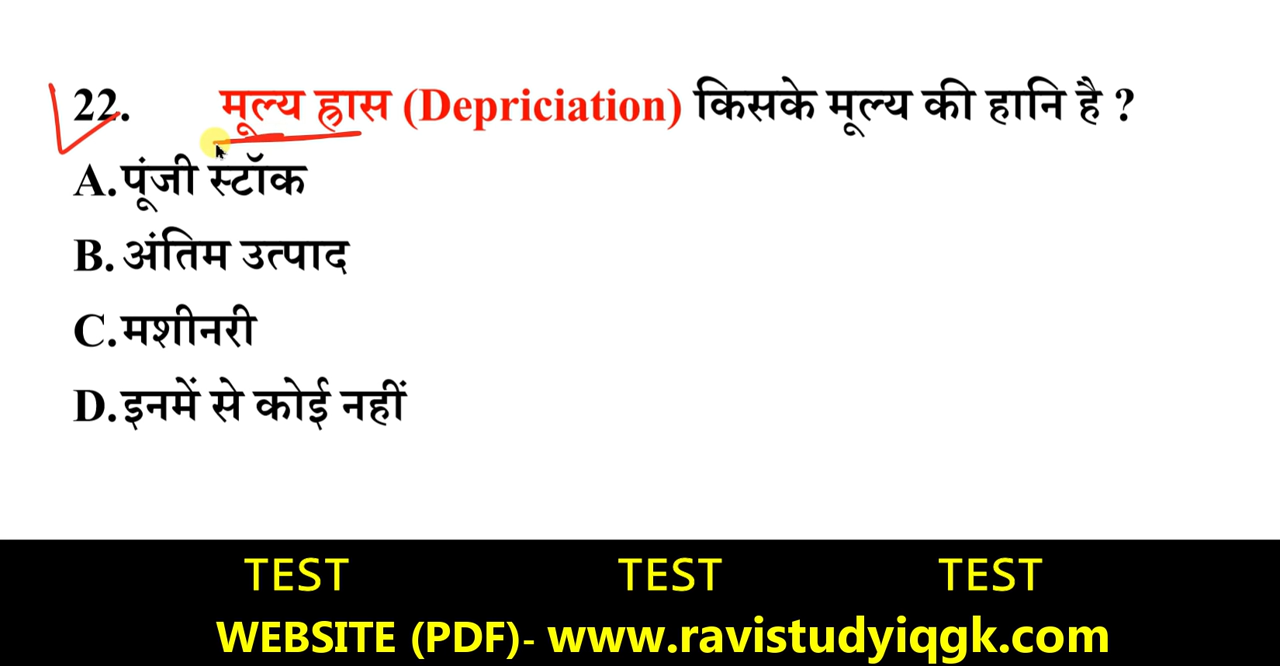 22. मूल्य ह्रास (Depriciation) किसके मूल्य की हानि है ?
A.पूंजी स्टॉक
B. अंतिम उत्पाद
C.मशीनरी
D.इनमें से कोई नहीं
TEST TEST TEST
WEBSITE (PDF)- www.ravistudyiqgk.com